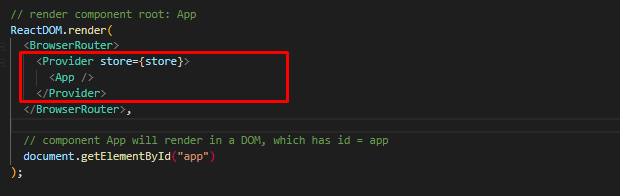 // render component root: App
ReactDOM.render(
<BrowserRouter>
<Provider store={store}>
<App />
</Provider>
</BrowserRouter>,
// component App will render in a DOM, which has id = app
document.getElementById("app")
);